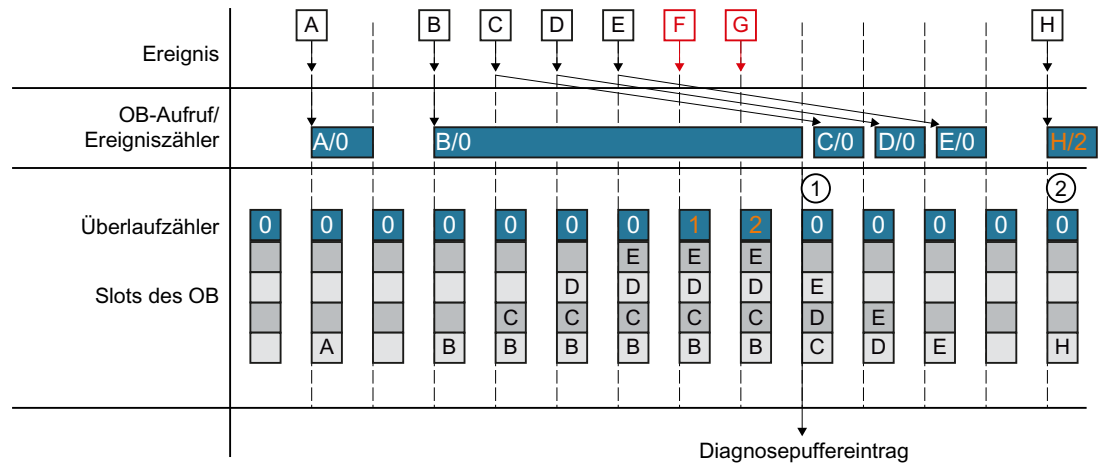 A B C D E F G H
Ereignis
OB-Aufruf/
Ereigniszähler
A/0 B/0 C/0 D/0 E/0 H/2
1 2
Überlaufzähler 0 0 0 0 0 0 0 1 2 0 0 0 0 0
E E E
D D D D E
Slots des OB
C C C C C D E
A B B B B B B C D E H
Diagnosepuffereintrag